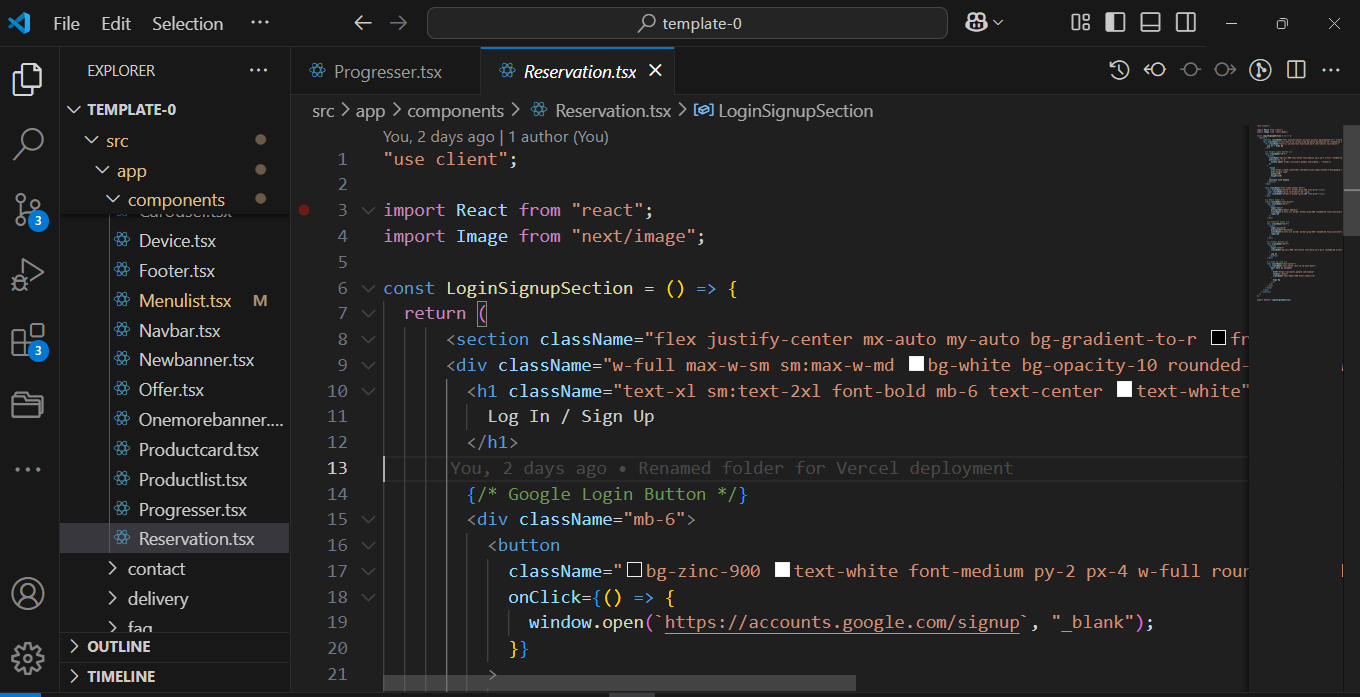 File Edit Selection ···
template-0
EXPLORER ···
TEMPLATE-0
src
app
components
Carousel.tsx
Device.tsx
Footer.tsx
Menulist.tsx M
Navbar.tsx
Newbanner.tsx
Offer.tsx
Onemorebanner....
Productcard.tsx
Productlist.tsx
Progresser.tsx
Reservation.tsx
contact
delivery
faq
OUTLINE
TIMELINE
3
3
Progresser.tsx
Reservation.tsx
src > app > components > Reservation.tsx > LoginSignupSection
You, 2 days ago | 1 author (You)
1 "use client";
2
3 import React from "react";
4 import Image from "next/image";
5
6 const LoginSignupSection = () => {
7 return (
8 <section className="flex justify-center mx-auto my-auto bg-gradient-to-r fr
9 <div className="w-full max-w-sm sm:max-w-md bg-white bg-opacity-10 rounded-
10 <h1 className="text-xl sm:text-2xl font-bold mb-6 text-center text-white"
11 Log In / Sign Up
12 </h1>
13 You, 2 days ago • Renamed folder for Vercel deployment
14 {/* Google Login Button */}
15 <div className="mb-6">
16 <button
17 className=" bg-zinc-900 text-white font-medium py-2 px-4 w-full roun
18 onClick={() => {
19 window.open(`https://accounts.google.com/signup`, "_blank");
20 }}
21 >